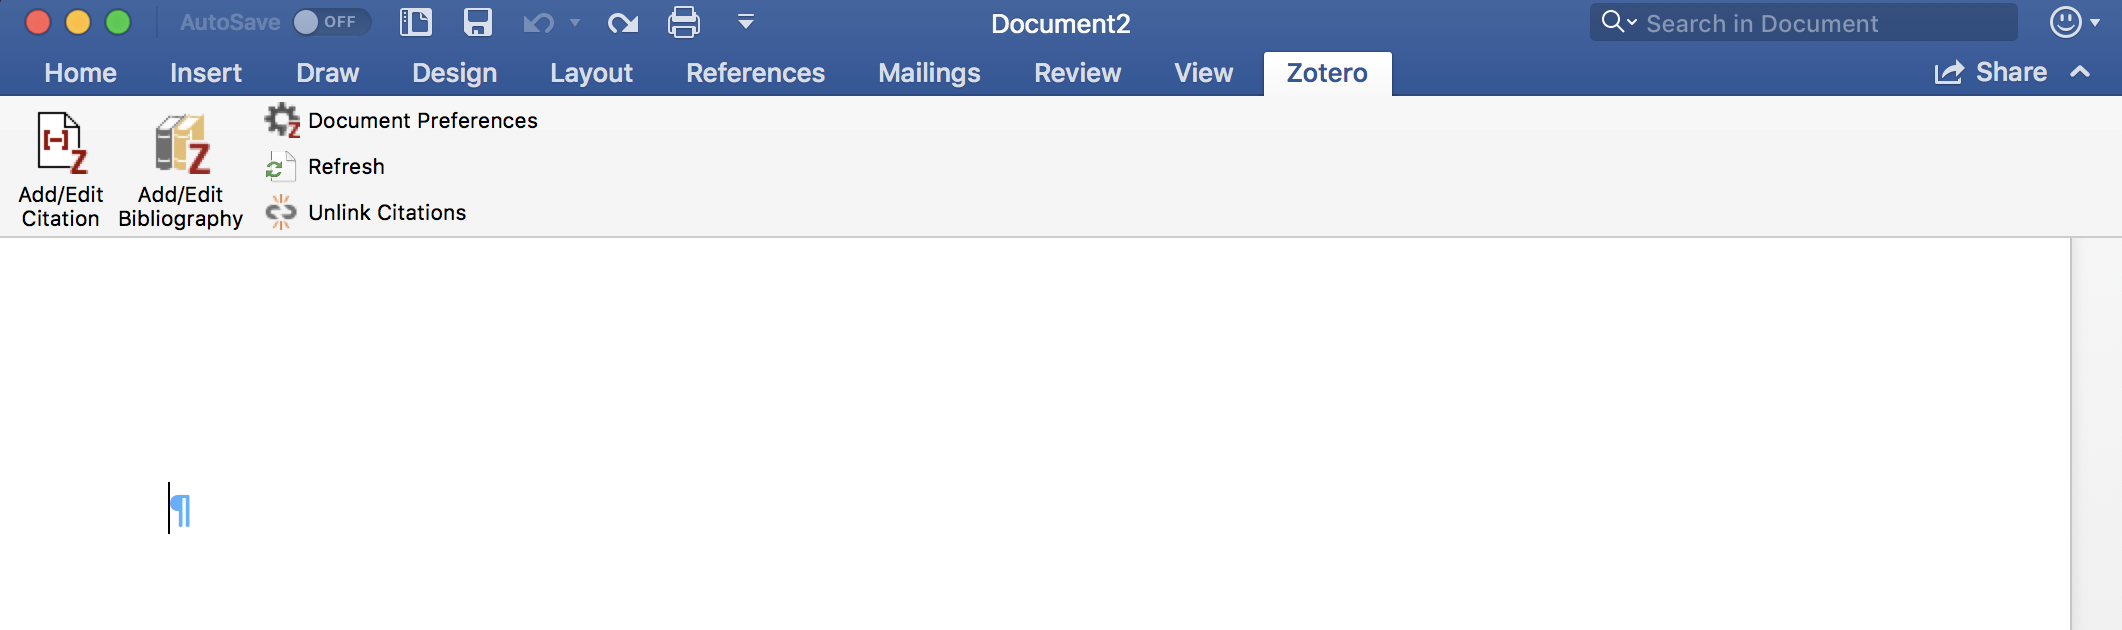 AutoSave OFF Document2 Search in Document
Home Insert Draw Design Layout References Mailings Review View Zotero Share
Add/Edit Citation
Add/Edit Bibliography
Document Preferences
Refresh
Unlink Citations
¶